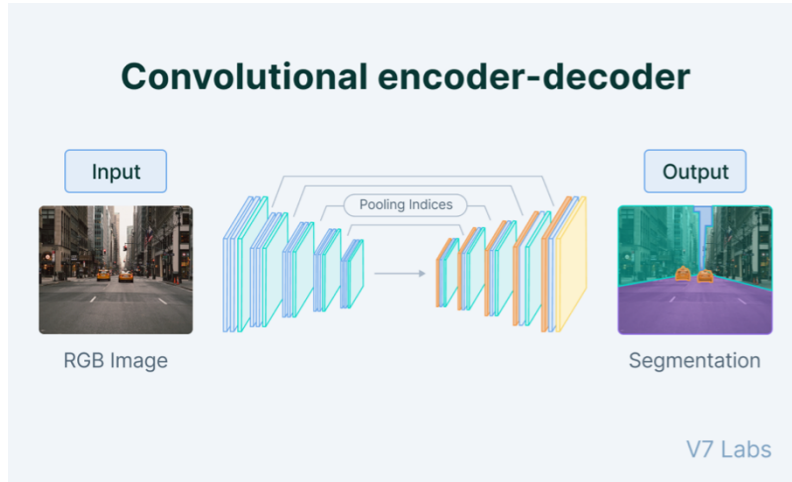 Convolutional encoder-decoder
Input
Output
Pooling Indices
RGB Image
Segmentation
V7 Labs